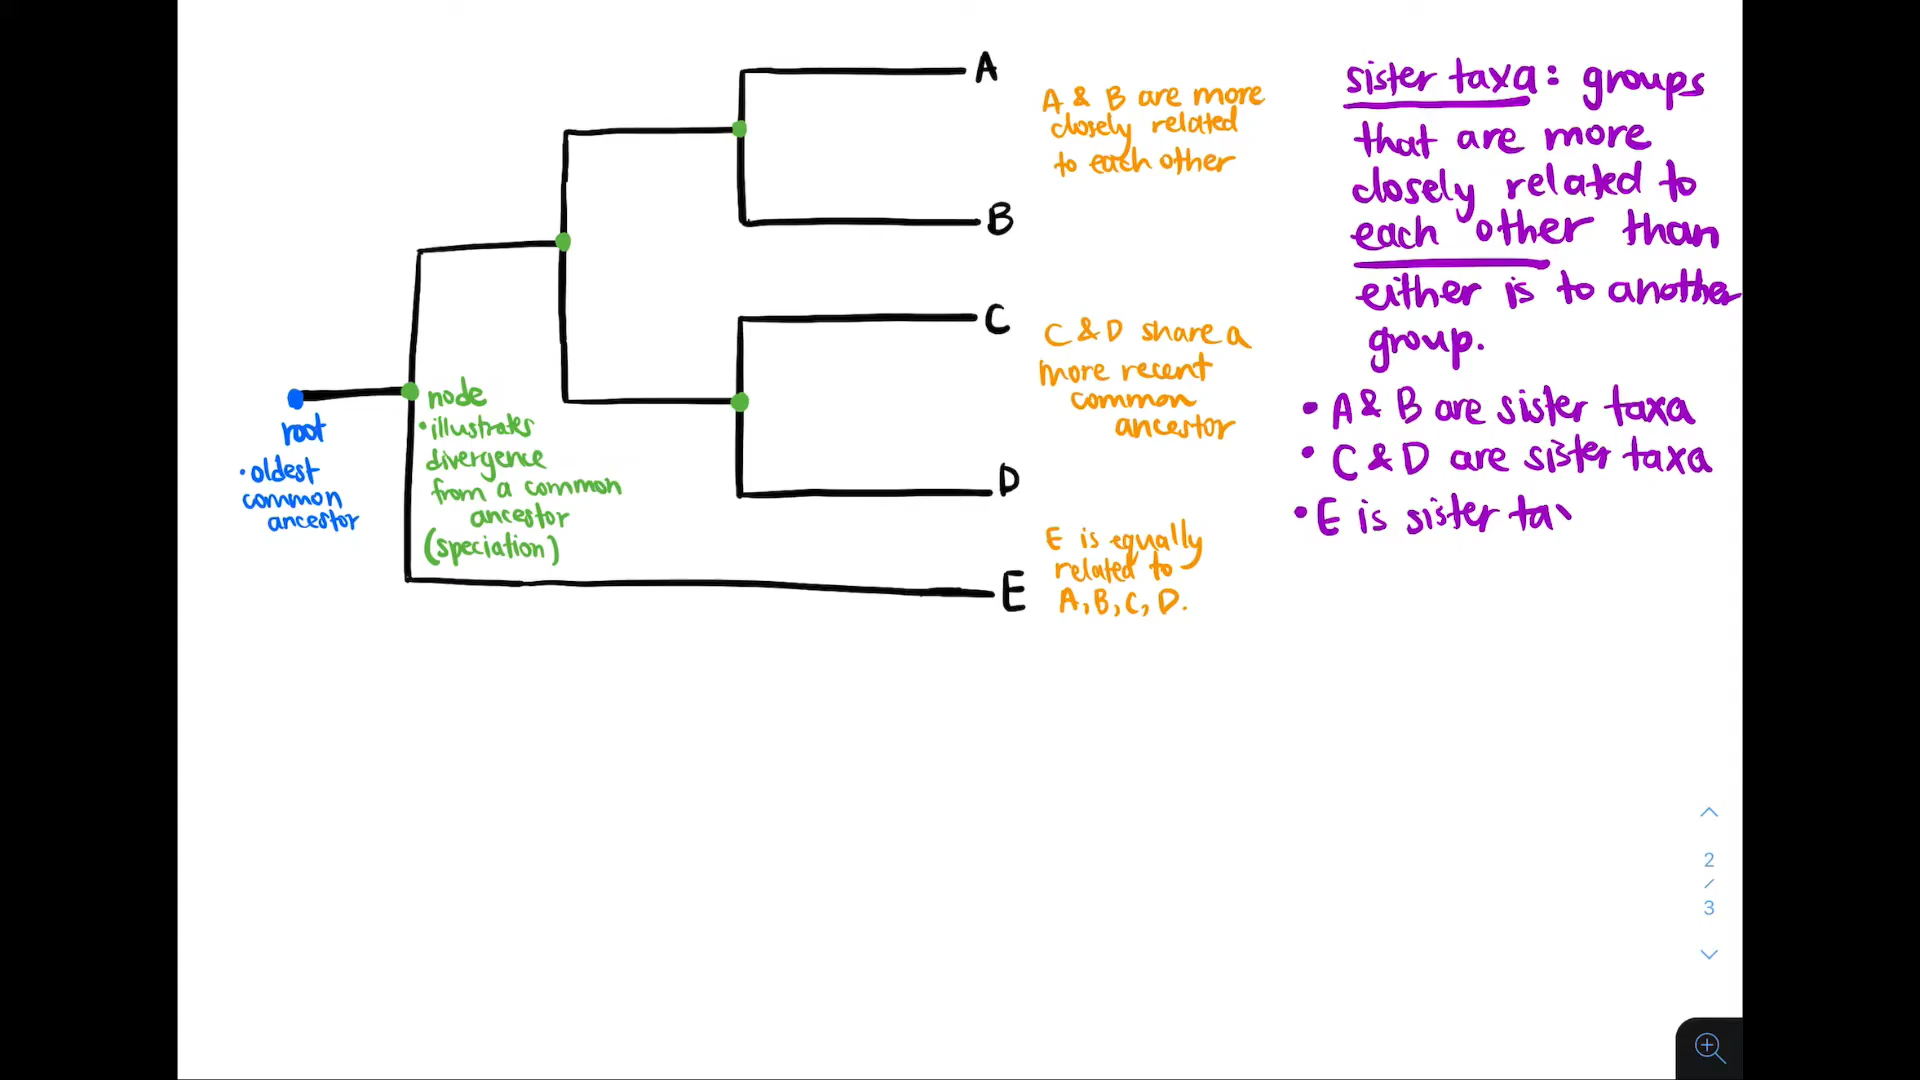 A
A & B are more
closely related
to each other
B
C
C & D share a
more recent
common
ancestor
D
E
E is equally
related to
A, B, C, D.
root
• oldest
common
ancestor
node
• illustrates
divergence
from a common
ancestor
(speciation)
sister taxa: groups
that are more
closely related to
each other than
either is to another
group.
• A & B are sister taxa
• C & D are sister taxa
• E is sister
2
/
3